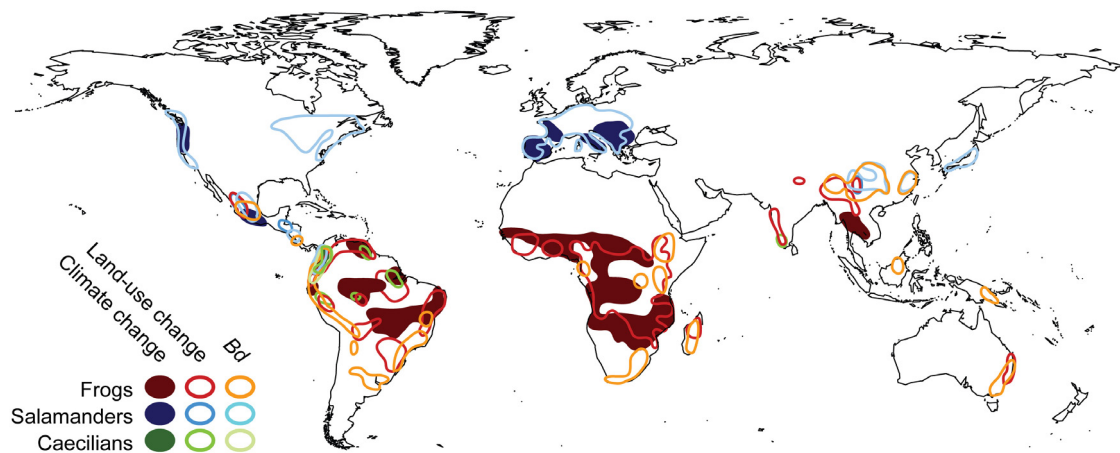 Land-use change
Climate change
Bd
Frogs
Salamanders
Caecilians